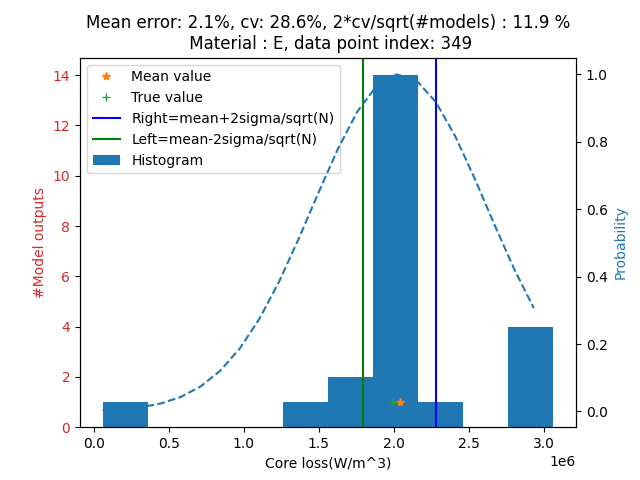 Mean error: 2.1%, cv: 28.6%, 2*cv/sqrt(#models) : 11.9 %
Material : E, data point index: 349
Mean value
True value
Right=mean+2sigma/sqrt(N)
Left=mean-2sigma/sqrt(N)
Histogram
#Model outputs
14
12
10
8
6
4
2
0
1.0
0.8
0.6
0.4
0.2
0.0
Probability
0.0 0.5 1.0 1.5 2.0 2.5 3.0
1e6
Core loss(W/m^3)